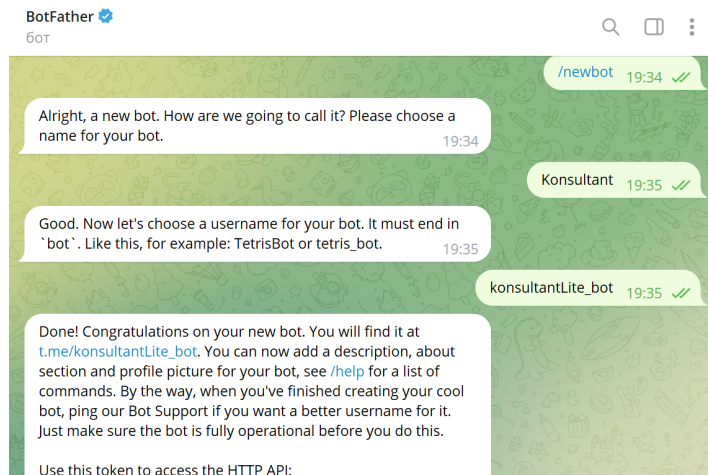 BotFather
бот
/newbot 19:34
Alright, a new bot. How are we going to call it? Please choose a
name for your bot.
19:34
Konsultant 19:35
Good. Now let's choose a username for your bot. It must end in
`bot`. Like this, for example: TetrisBot or tetris_bot.
19:35
konsultantLite_bot 19:35
Done! Congratulations on your new bot. You will find it at
t.me/konsultantLite_bot. You can now add a description, about
section and profile picture for your bot, see /help for a list of
commands. By the way, when you've finished creating your cool
bot, ping our Bot Support if you want a better username for it.
Just make sure the bot is fully operational before you do this.
Use this token to access the HTTP API: